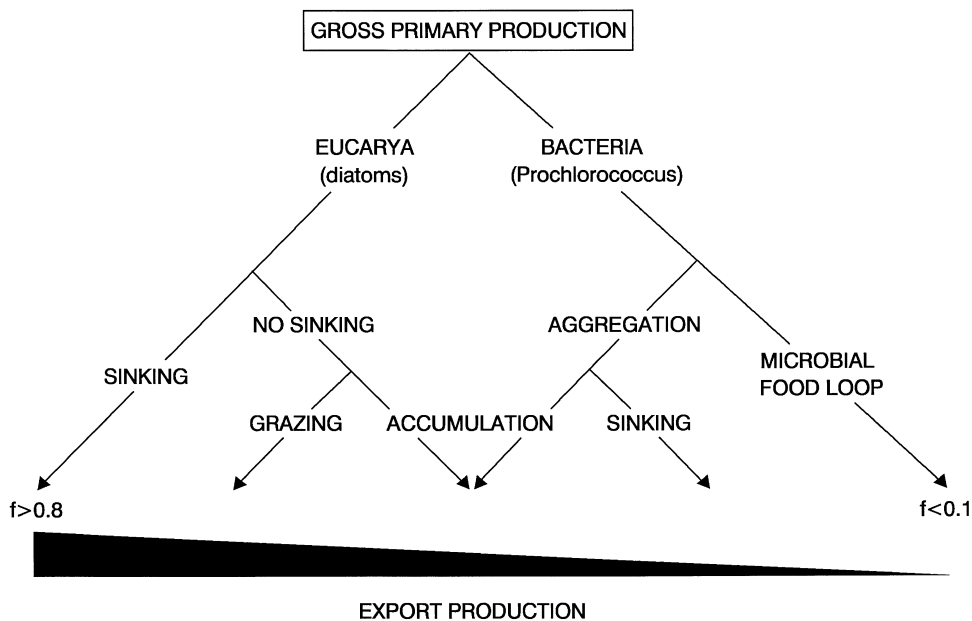 GROSS PRIMARY PRODUCTION
EUCARYA
(diatoms)
BACTERIA
(Prochlorococcus)
NO SINKING
AGGREGATION
SINKING
MICROBIAL
FOOD LOOP
GRAZING
ACCUMULATION
SINKING
f>0.8
f<0.1
EXPORT PRODUCTION